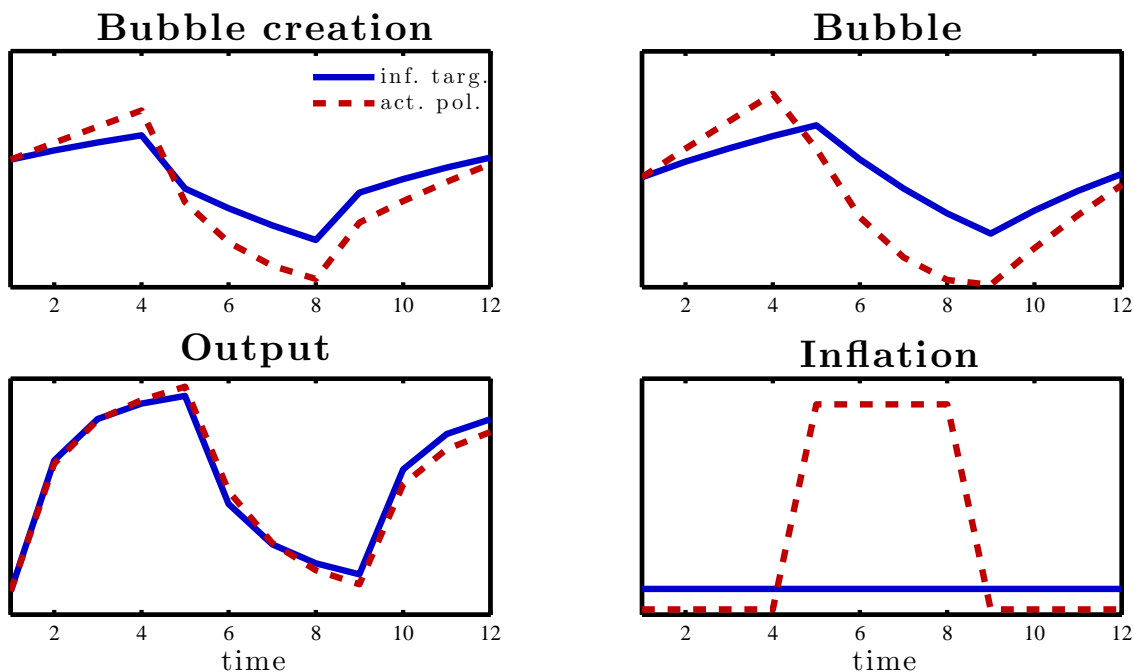 Bubble creation
inf. targ.
act. pol.
2 4 6 8 10 12
Bubble
2 4 6 8 10 12
Output
2 4 6 8 10 12
time
Inflation
2 4 6 8 10 12
time